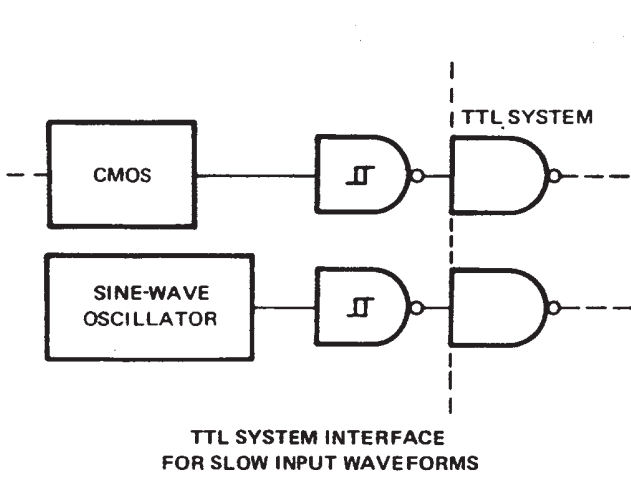 TTL SYSTEM
CMOS
SINE-WAVE
OSCILLATOR
TTL SYSTEM INTERFACE
FOR SLOW INPUT WAVEFORMS